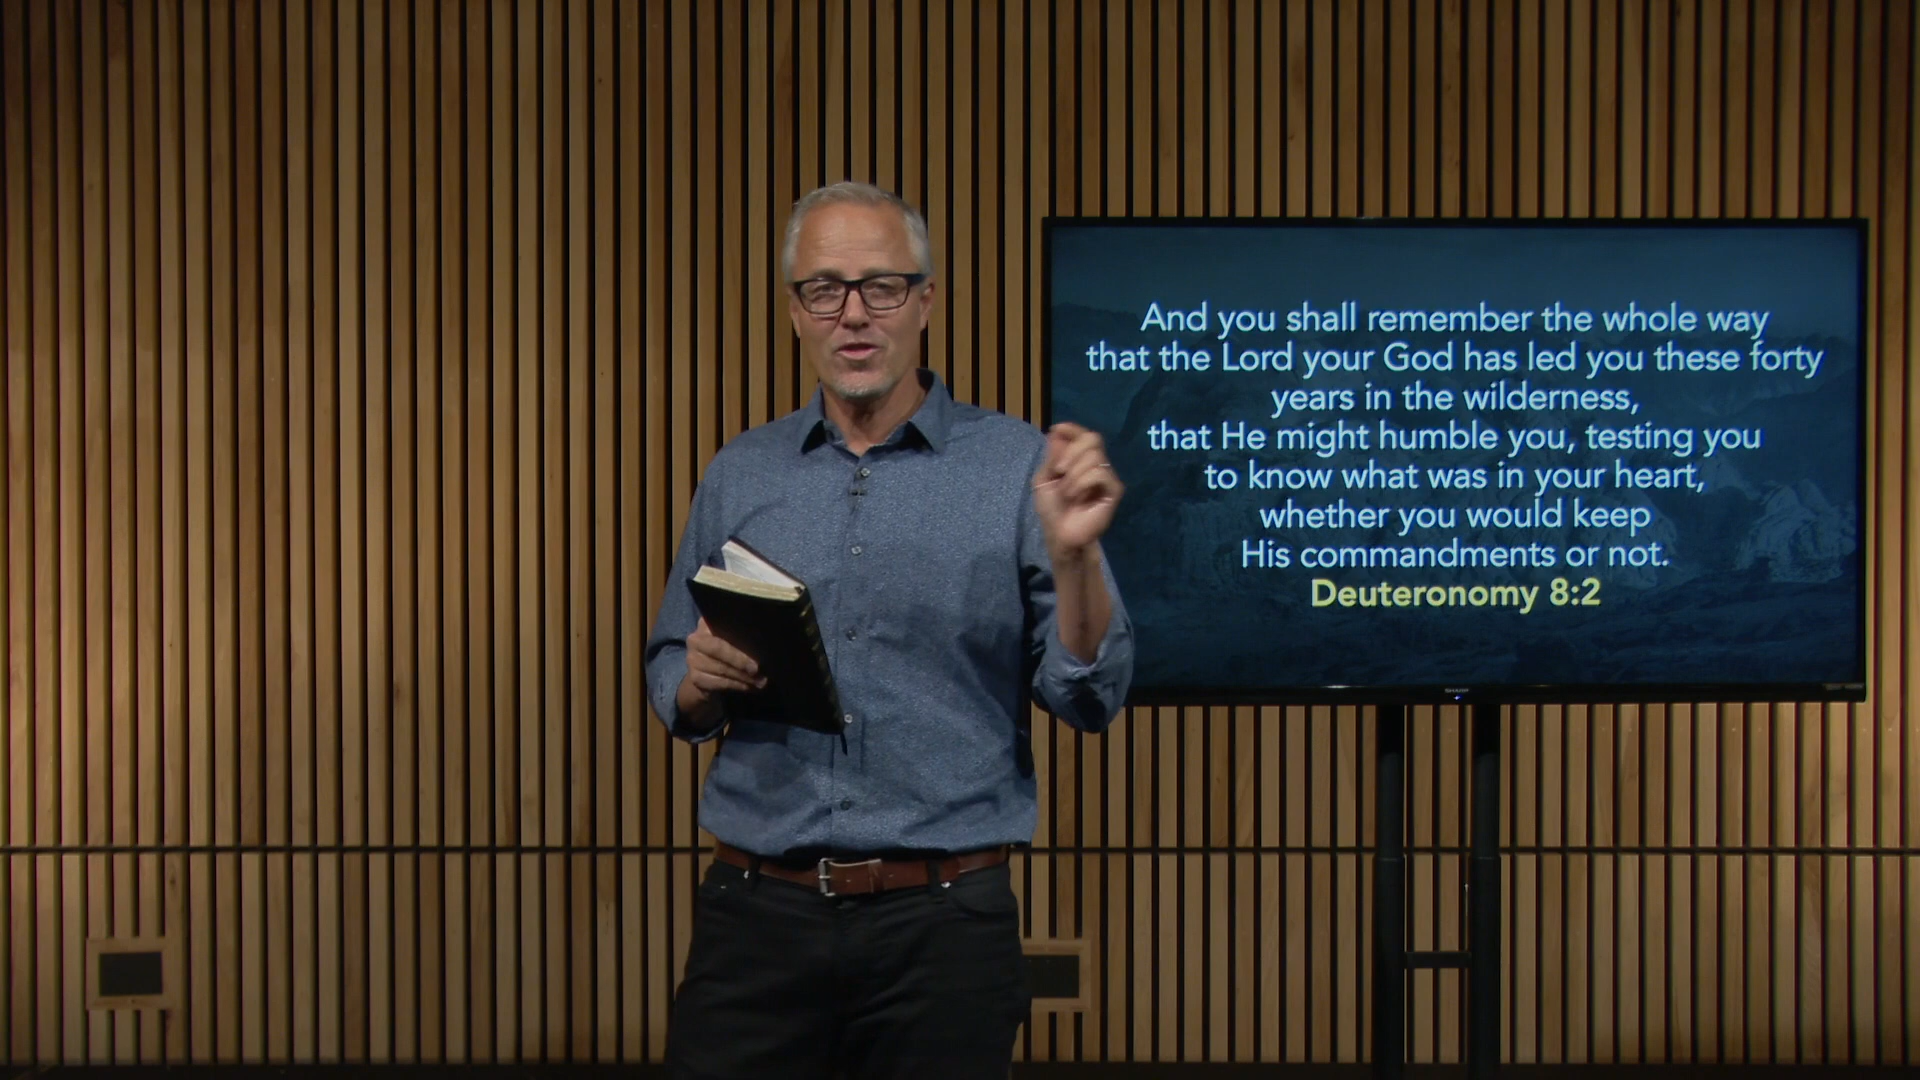 And you shall remember the whole way
that the Lord your God has led you these forty
years in the wilderness,
that He might humble you, testing you
to know what was in your heart,
whether you would keep
His commandments or not.
Deuteronomy 8:2
SHARP